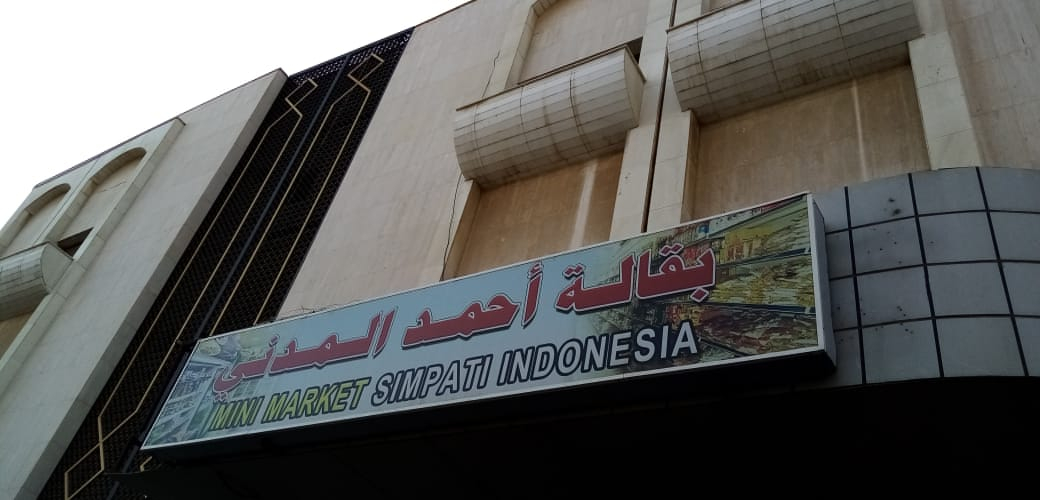 بقالة أحمد المدني
MINI MARKET SIMPATI INDONESIA